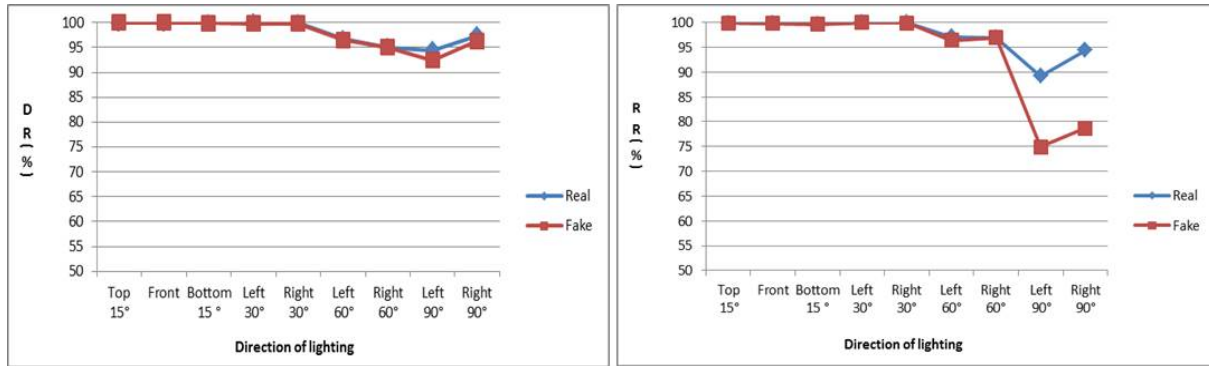 100
95
90
85
80
75
70
65
60
55
50
D
R (
%
)
Top
15°
Front
Bottom
15 °
Left
30°
Right
30°
Left
60°
Right
60°
Left
90°
Right
90°
Direction of lighting
Real
Fake
100
95
90
85
80
75
70
65
60
55
50
R
R (
%
)
Top
15°
Front
Bottom
15 °
Left
30°
Right
30°
Left
60°
Right
60°
Left
90°
Right
90°
Direction of lighting
Real
Fake